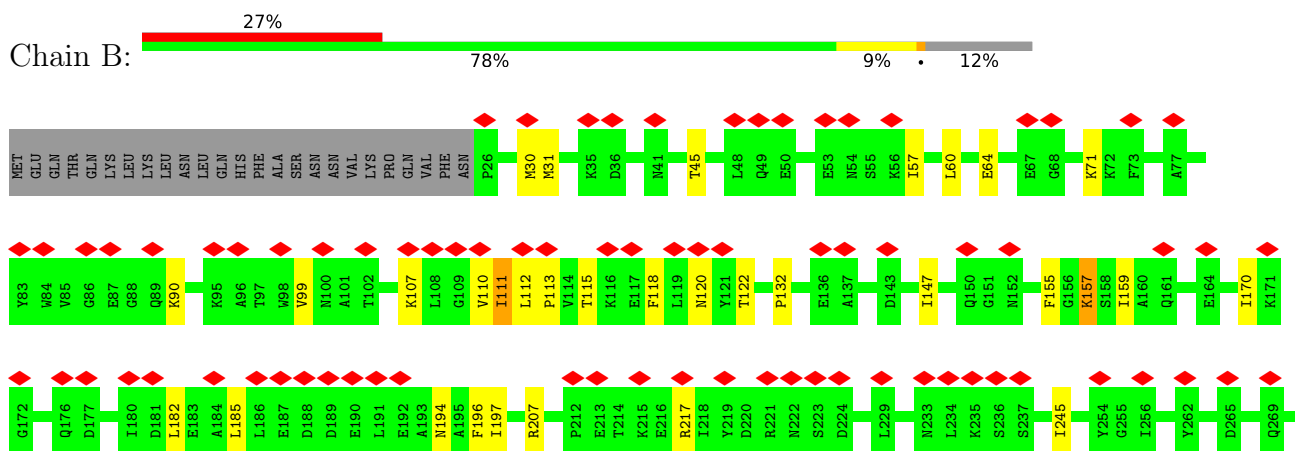 27%
Chain B:
78% 9% • 12%
MET GLU GLN THR GLN LYS LEU LYS LEU ASN LEU GLN HIS PHE ALA SER ASN ASN VAL LYS PRO GLN VAL PHE ASN P26 M30 M31 K35 D36 N41 T45 L48 Q49 E50 E53 N54 S55 K56 I57 L60 E64 E67 G68 K71 K72 F73 A77
Y83 W84 V85 G86 E87 G88 Q89 K90 K95 A96 T97 W98 V99 N100 A101 T102 K107 L108 G109 V110 I111 L112 P113 V114 T115 K116 E117 F118 L119 N120 Y121 T122 P132 E136 A137 D143 I147 Q150 G151 N152 F155 G156 K157 S158 I159 A160 Q161 E164 I170 K171
G172 Q176 D177 I180 D181 L182 E183 A184 L185 L186 E187 D188 D189 E190 L191 E192 A193 N194 A195 F196 I197 R207 P212 E213 T214 K215 E216 R217 I218 Y219 D220 R221 N222 S223 D224 L229 N233 L234 K235 S236 S237 I245 Y254 G255 I256 Y262 D265 Q269